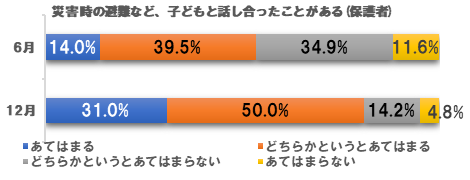 災害時の避難など、子どもと話し合ったことがある(保護者)
6月 14.0% 39.5% 34.9% 11.6%
12月 31.0% 50.0% 14.2% 4.8%
あてはまる どちらかというとあてはまる
どちらかというとあてはまらない あてはまらない